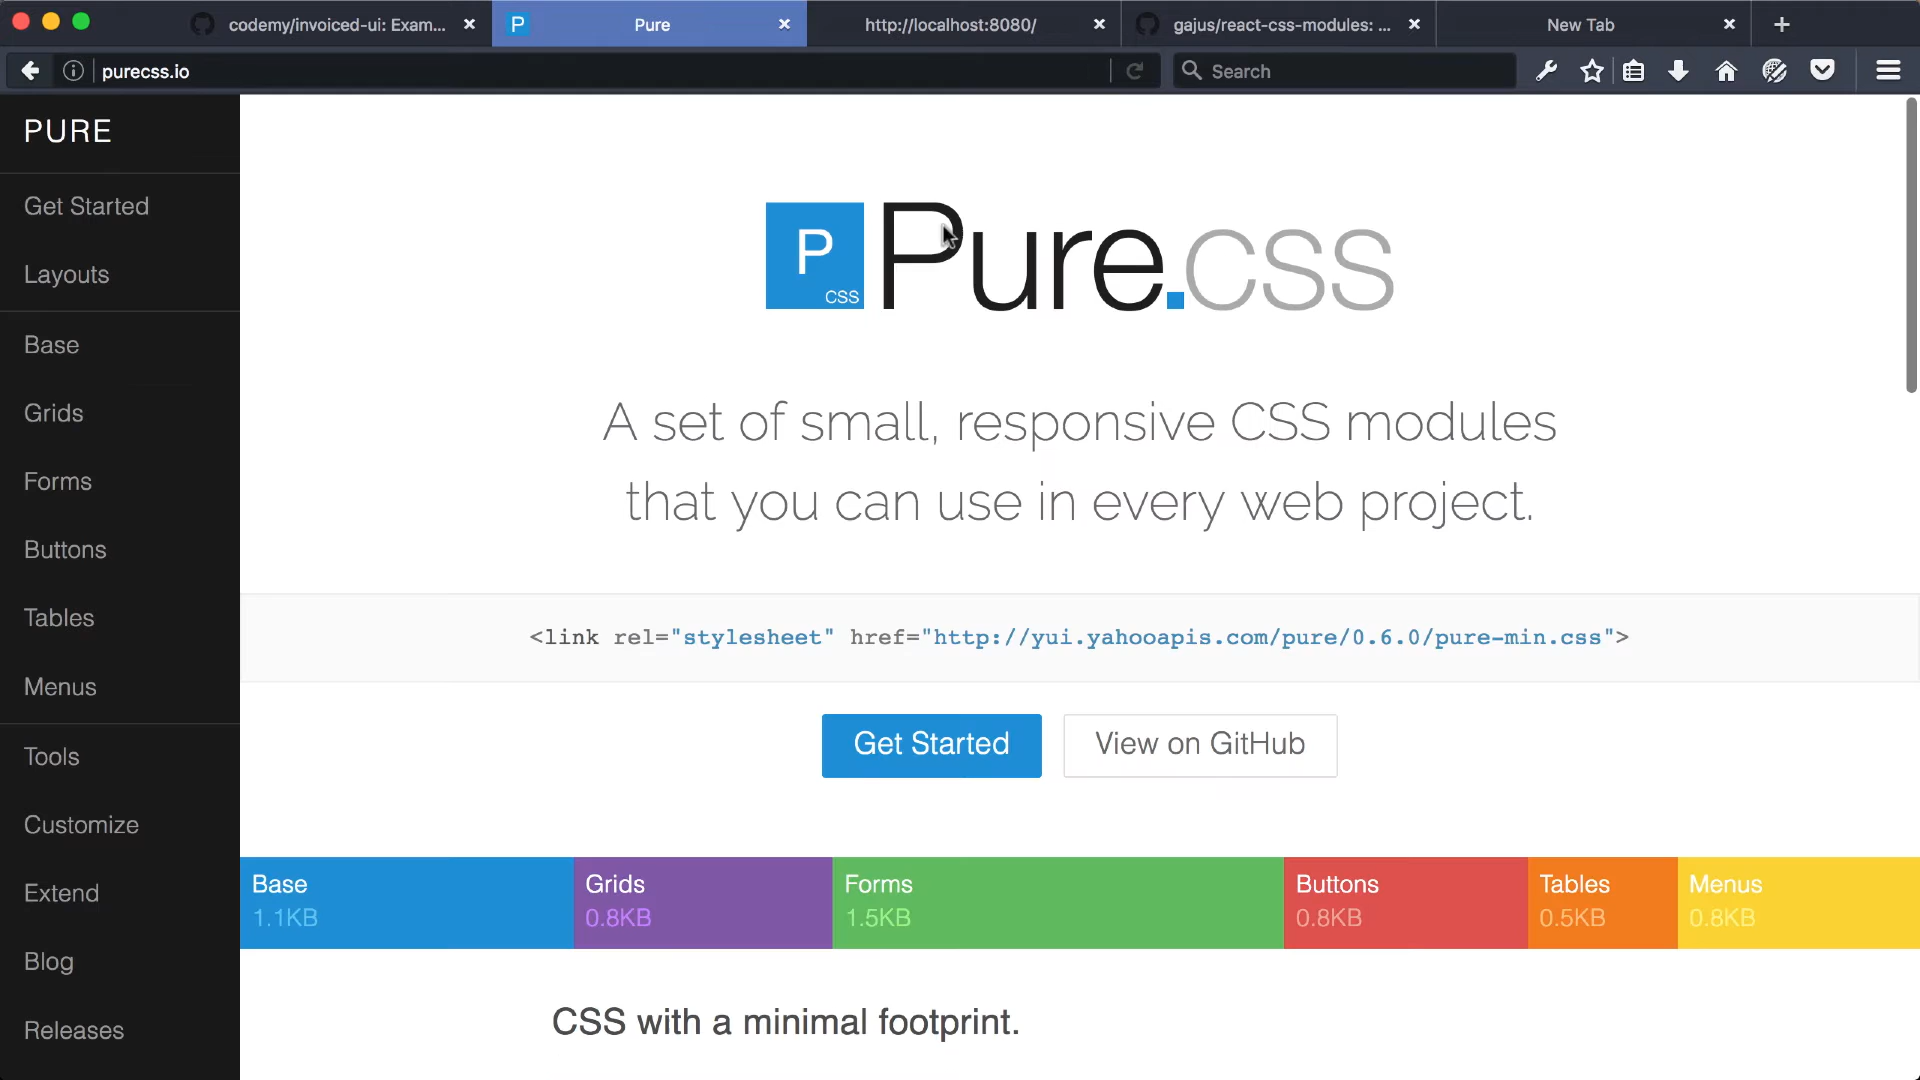 codemy/invoiced-ui: Exam...
P
Pure
http://localhost:8080/
gajus/react-css-modules: ...
New Tab
purecss.io
Search
PURE
Get Started
Layouts
Base
Grids
Forms
Buttons
Tables
Menus
Tools
Customize
Extend
Blog
Releases
P
CSS
Pure.css
A set of small, responsive CSS modules
that you can use in every web project.
<link rel="stylesheet" href="http://yui.yahooapis.com/pure/0.6.0/pure-min.css">
Get Started
View on GitHub
Base
1.1KB
Grids
0.8KB
Forms
1.5KB
Buttons
0.8KB
Tables
0.5KB
Menus
0.8KB
CSS with a minimal footprint.